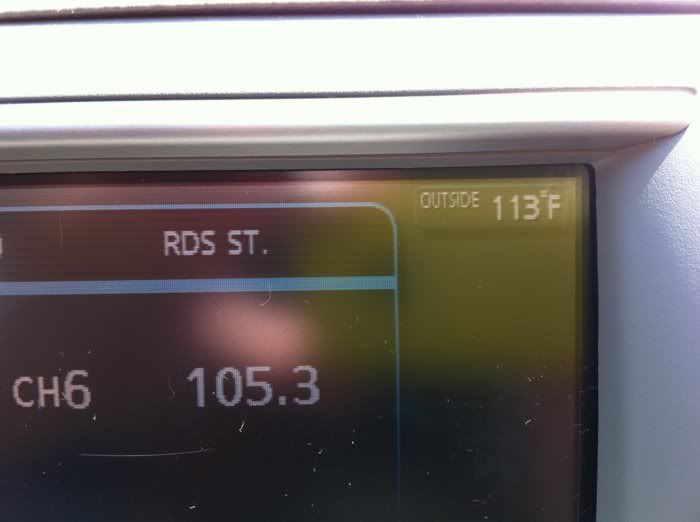 OUTSIDE 113°F
RDS ST.
CH6 105.3